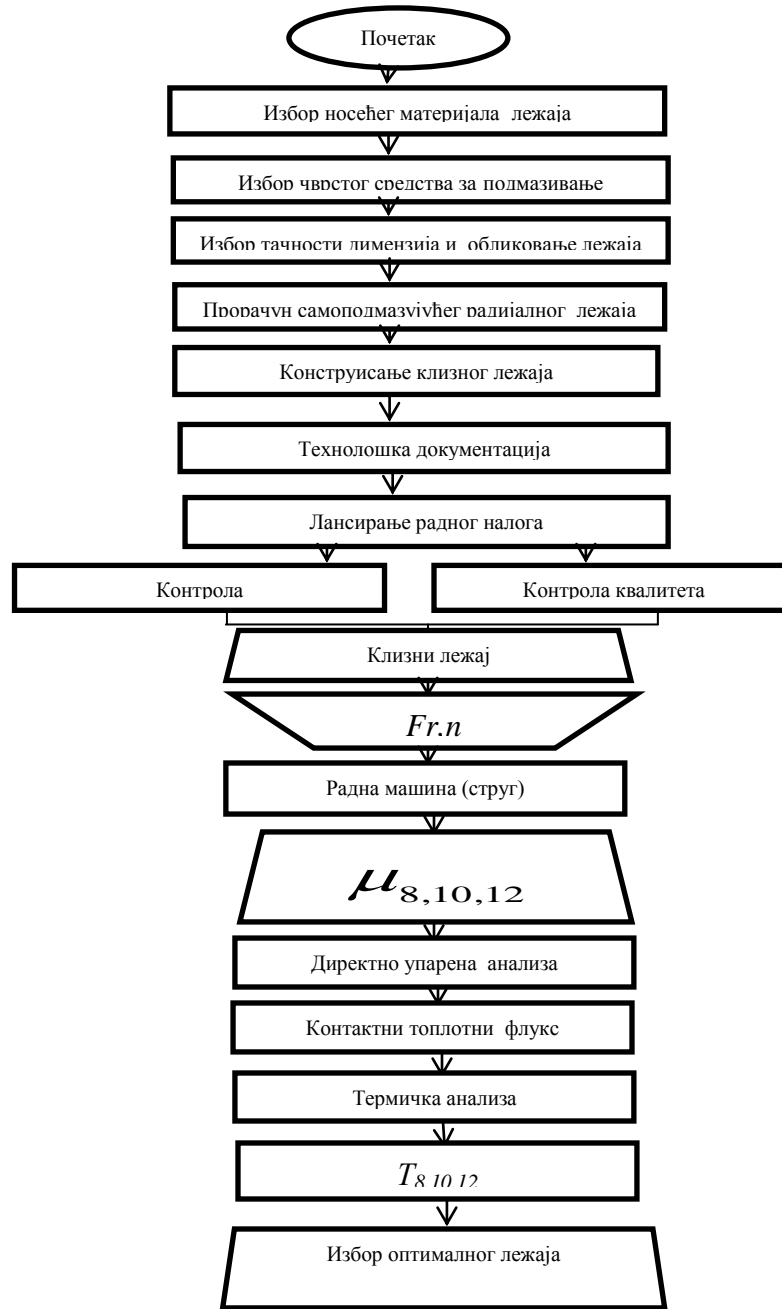 Почетак
Избор носећег материјала лежаја
Избор чврстог средства за подмазивање
Избор тачности димензија и обликовање лежаја
Прорачун самоподмазујућег радијалног лежаја
Конструисање клизног лежаја
Технолошка документација
Лансирање радног налога
Контрола
Контрола квалитета
Клизни лежај
Fr,n
Радна машина (струг)
μ8,10,12
Директно упарена анализа
Контактни топлотни флукс
Термичка анализа
T8,10,12
Избор оптималног лежаја